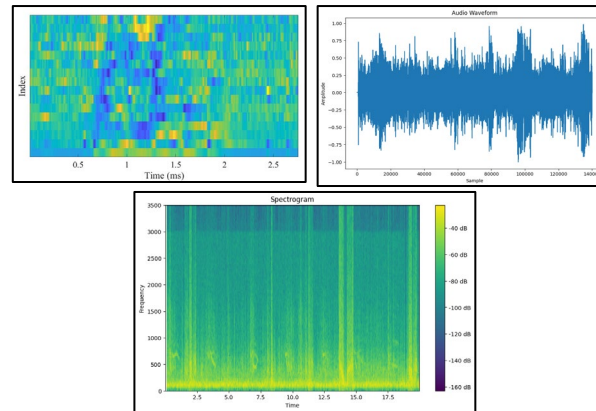 Index
0.5 1 1.5 2 2.5
Time (ms)
Audio Waveform
Amplitude
1.00
0.75
0.50
0.25
0.00
−0.25
−0.50
−0.75
−1.00
0 20000 40000 60000 80000 100000 120000 140000
Sample
Spectrogram
Frequency
3500
3000
2500
2000
1500
1000
500
0
2.5 5.0 7.5 10.0 12.5 15.0 17.5
Time
-40 dB
-60 dB
-80 dB
-100 dB
-120 dB
-140 dB
-160 dB